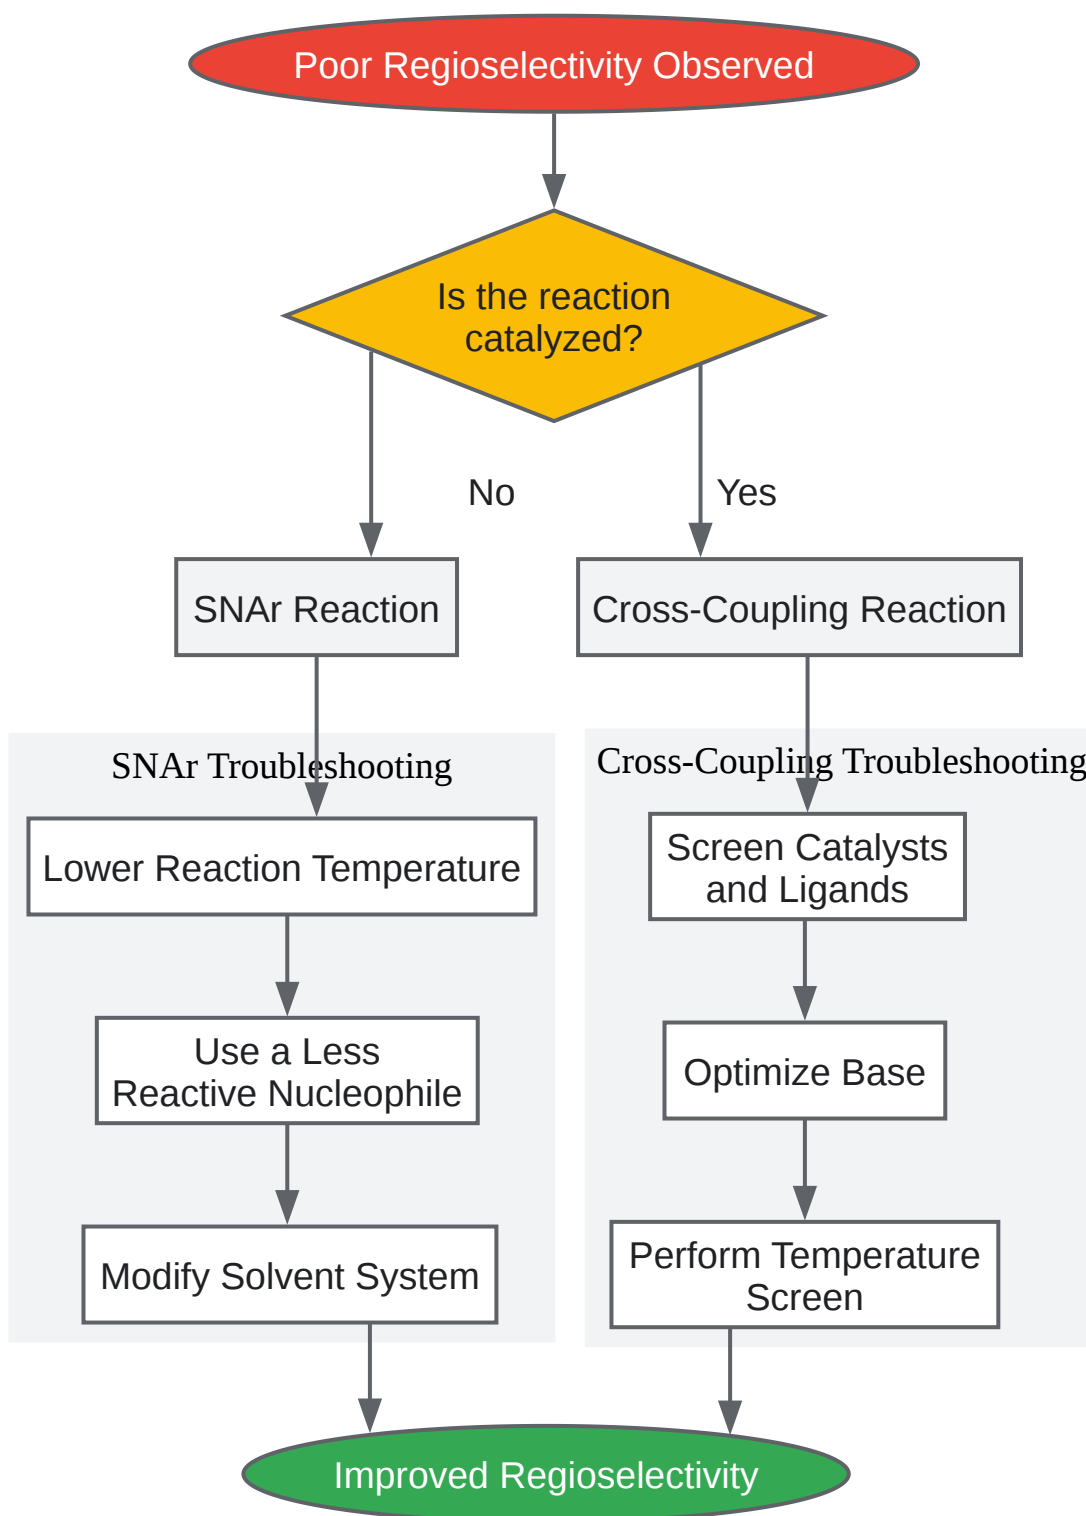 Poor Regioselectivity Observed
Is the reaction
catalyzed?
No
Yes
SNAr Reaction
Cross-Coupling Reaction
SNAr Troubleshooting
Lower Reaction Temperature
Use a Less
Reactive Nucleophile
Modify Solvent System
Cross-Coupling Troubleshooting
Screen Catalysts
and Ligands
Optimize Base
Perform Temperature
Screen
Improved Regioselectivity